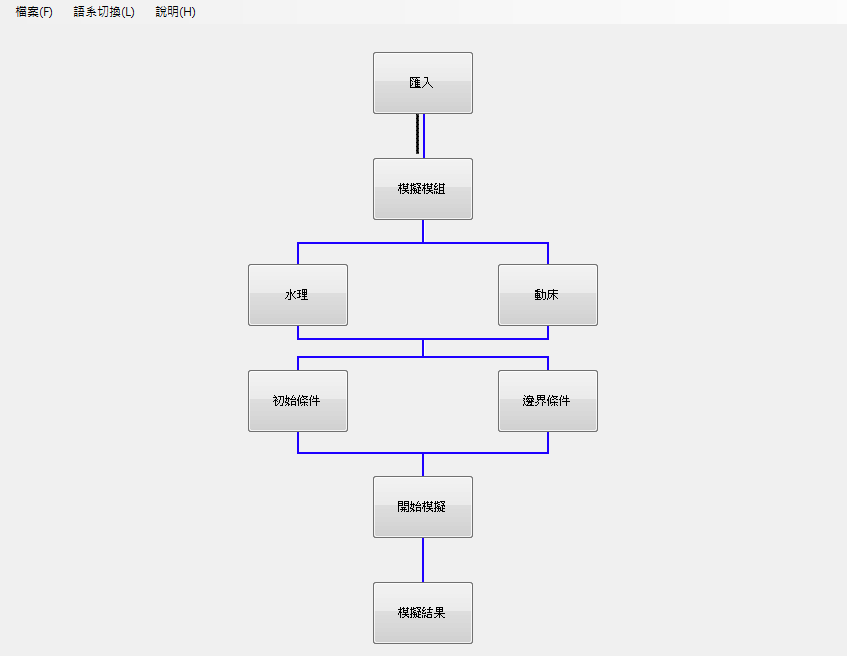 檔案(F) 語系切換(L) 說明(H)
匯入
模擬模組
水理 動床
初始條件 邊界條件
開始模擬
模擬結果